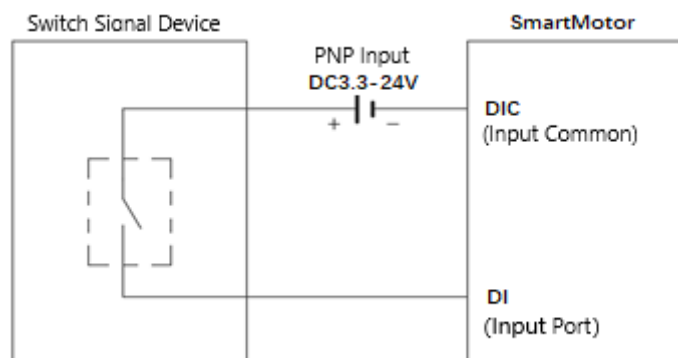 Switch Signal Device
SmartMotor
PNP Input
DC3.3-24V
+ −
DIC
(Input Common)
DI
(Input Port)